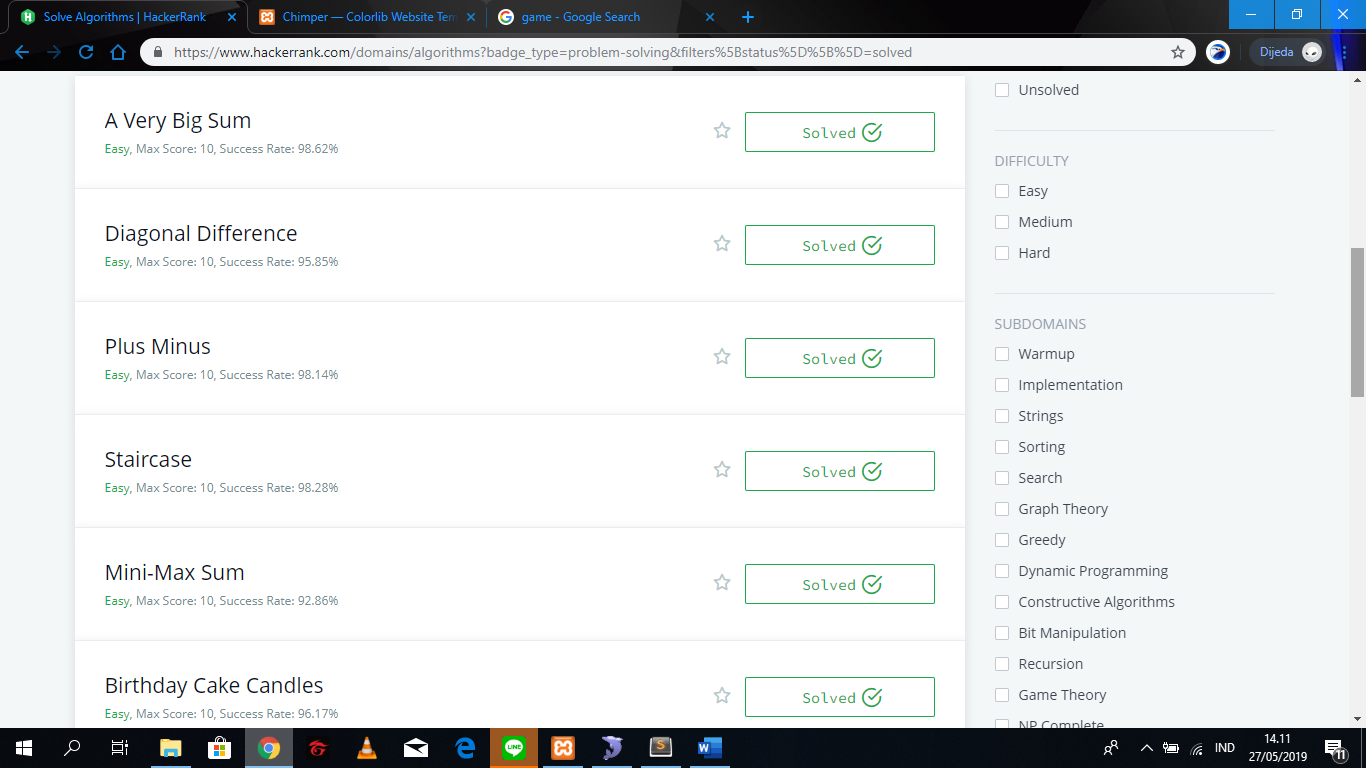 Solve Algorithms | HackerRank
Chimper — Colorlib Website Tem
game - Google Search
https://www.hackerrank.com/domains/algorithms?badge_type=problem-solving&filters%5Bstatus%5D%5B%5D=solved
Dijeda
A Very Big Sum
Easy, Max Score: 10, Success Rate: 98.62%
Solved
Diagonal Difference
Easy, Max Score: 10, Success Rate: 95.85%
Solved
Plus Minus
Easy, Max Score: 10, Success Rate: 98.14%
Solved
Staircase
Easy, Max Score: 10, Success Rate: 98.28%
Solved
Mini-Max Sum
Easy, Max Score: 10, Success Rate: 92.86%
Solved
Birthday Cake Candles
Easy, Max Score: 10, Success Rate: 96.17%
Solved
Unsolved
DIFFICULTY
Easy
Medium
Hard
SUBDOMAINS
Warmup
Implementation
Strings
Sorting
Search
Graph Theory
Greedy
Dynamic Programming
Constructive Algorithms
Bit Manipulation
Recursion
Game Theory
NP Complete
LINE
IND
14.11
27/05/2019
11